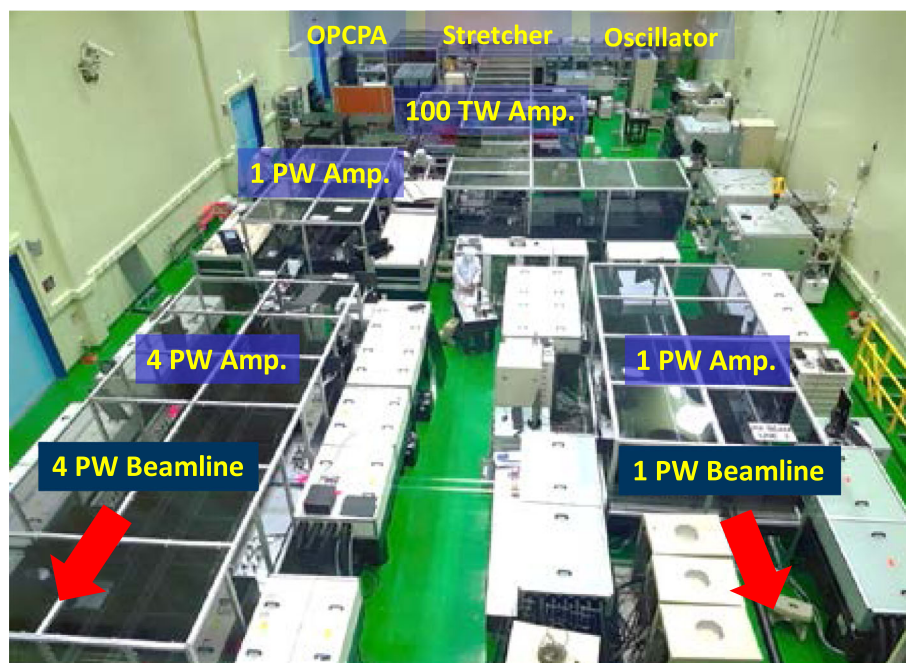 OPCPA
Stretcher
Oscillator
100 TW Amp.
1 PW Amp.
4 PW Amp.
1 PW Amp.
4 PW Beamline
1 PW Beamline